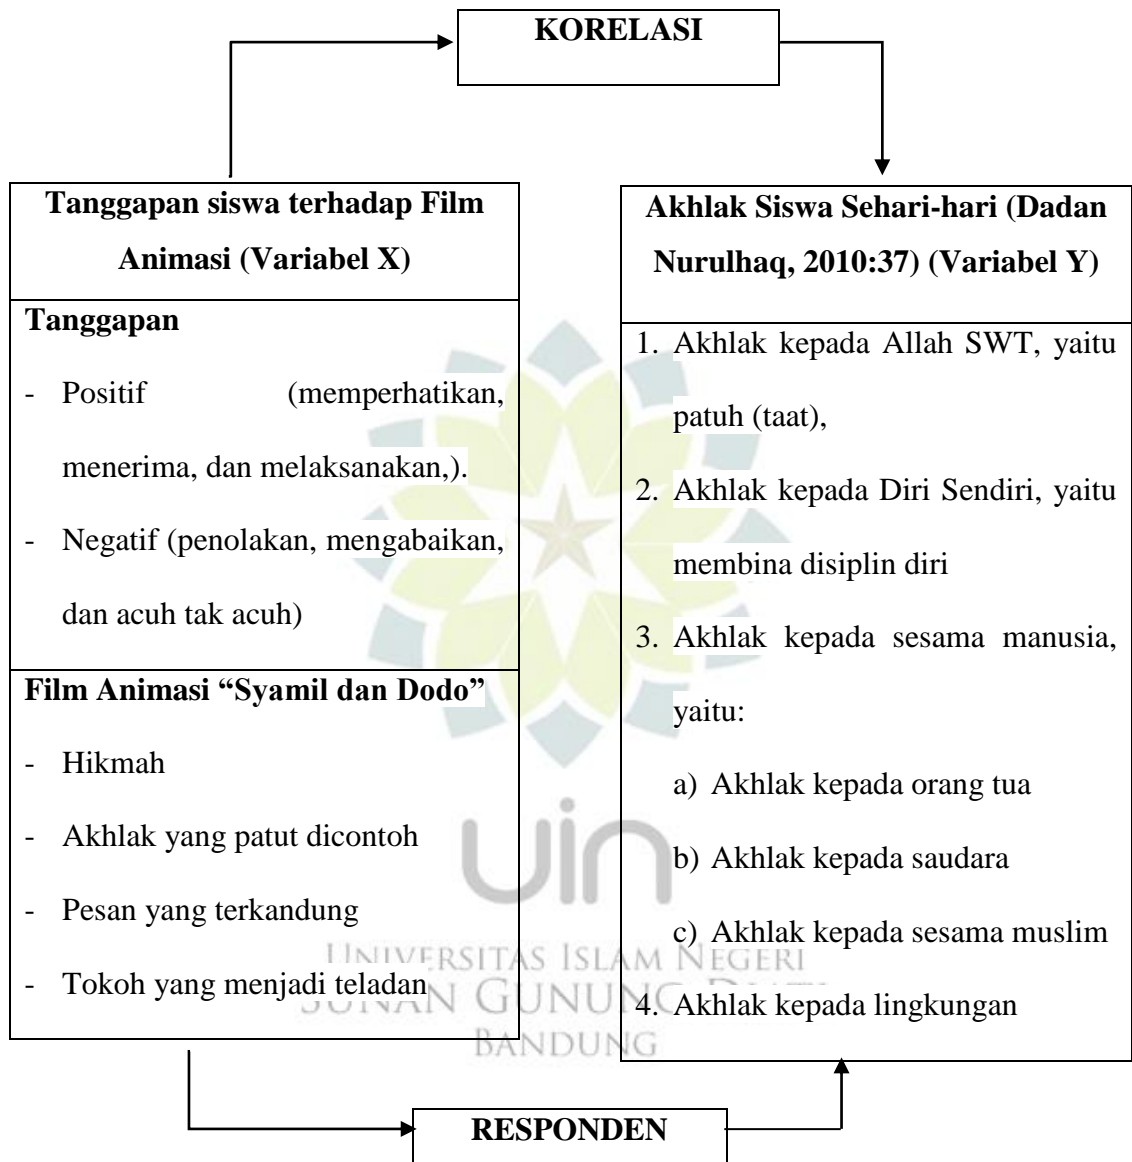 KORELASI
Tanggapan siswa terhadap Film
Animasi (Variabel X)
Tanggapan
- Positif (memperhatikan,
menerima, dan melaksanakan,).
- Negatif (penolakan, mengabaikan,
dan acuh tak acuh)
Film Animasi “Syamil dan Dodo”
- Hikmah
- Akhlak yang patut dicontoh
- Pesan yang terkandung
- Tokoh yang menjadi teladan
Akhlak Siswa Sehari-hari (Dadan
Nurulhaq, 2010:37) (Variabel Y)
1. Akhlak kepada Allah SWT, yaitu
patuh (taat),
2. Akhlak kepada Diri Sendiri, yaitu
membina disiplin diri
3. Akhlak kepada sesama manusia,
yaitu:
a) Akhlak kepada orang tua
b) Akhlak kepada saudara
c) Akhlak kepada sesama muslim
4. Akhlak kepada lingkungan
uin
UNIVERSITAS ISLAM NEGERI
SUNAN GUNUNG
BANDUNG
RESPONDEN